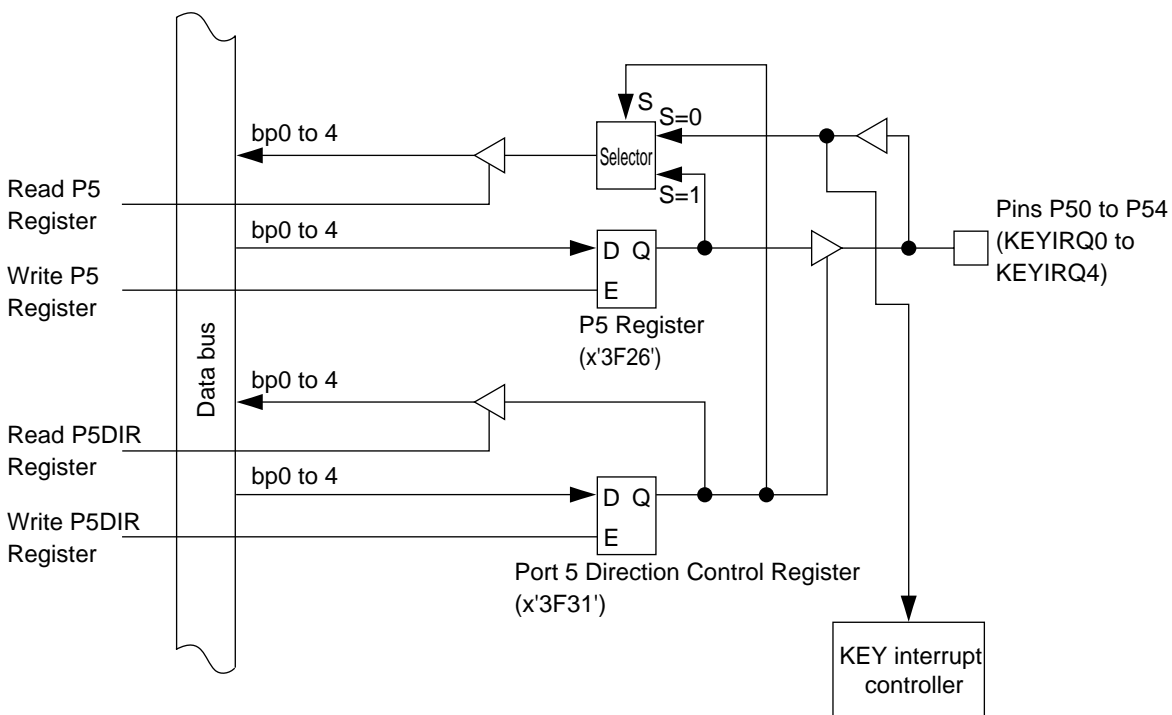 S
S=0
bp0 to 4
Selector
Read P5
Register
S=1
Pins P50 to P54
(KEYIRQ0 to
KEYIRQ4)
bp0 to 4
D Q
E
Write P5
Register
P5 Register
(x'3F26')
Data bus
bp0 to 4
Read P5DIR
Register
bp0 to 4
D Q
E
Write P5DIR
Register
Port 5 Direction Control Register
(x'3F31')
KEY interrupt
controller